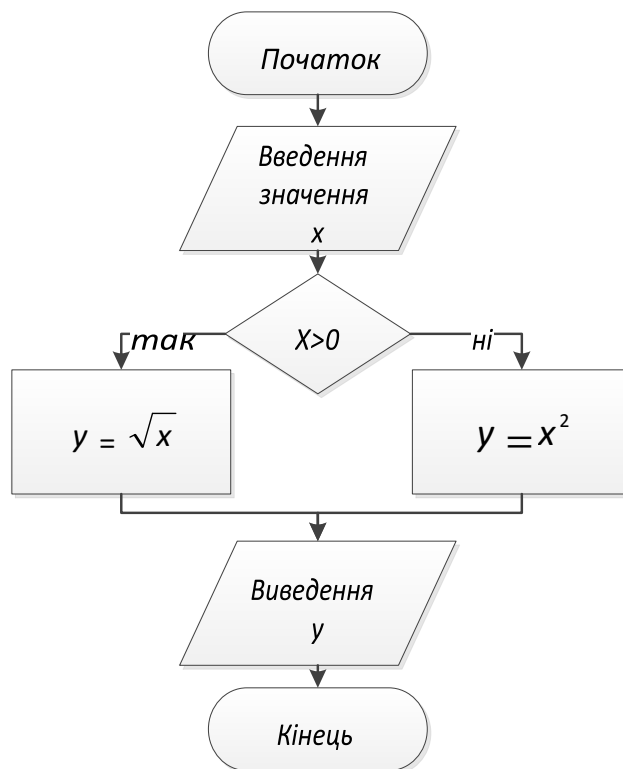 Початок
Введення
значення
x
X>0
так
ні
y = √x
y = x²
Виведення
y
Кінець